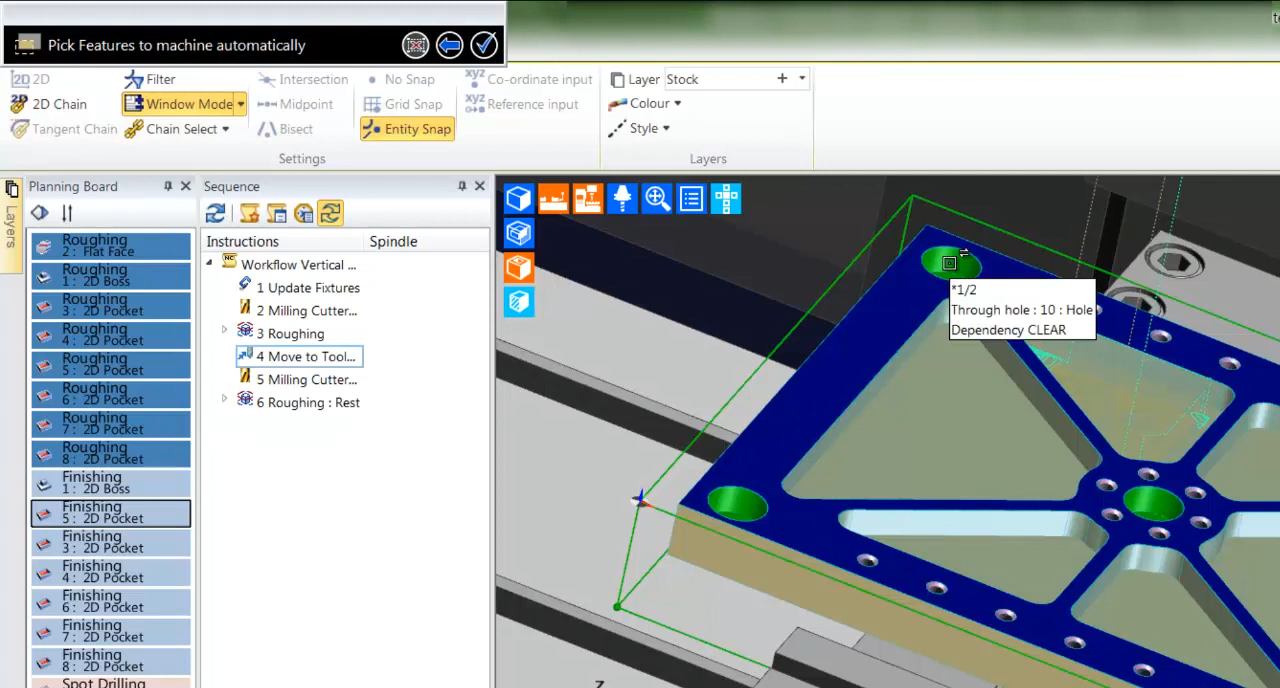 te
Pick Features to machine automatically
2D 2D
Filter
Intersection
No Snap
xyz Co-ordinate input
Layer Stock
2D Chain
Window Mode
Midpoint
Grid Snap
xyz Reference input
Colour
Tangent Chain
Chain Select
Bisect
Entity Snap
Style
Settings
Layers
Layers
Planning Board
Sequence
Instructions
Spindle
Roughing
2 : Flat Face
Roughing
1 : 2D Boss
Roughing
3 : 2D Pocket
Roughing
4 : 2D Pocket
Roughing
5 : 2D Pocket
Roughing
6 : 2D Pocket
Roughing
7 : 2D Pocket
Roughing
8 : 2D Pocket
Finishing
1 : 2D Boss
Finishing
5 : 2D Pocket
Finishing
3 : 2D Pocket
Finishing
4 : 2D Pocket
Finishing
6 : 2D Pocket
Finishing
7 : 2D Pocket
Finishing
8 : 2D Pocket
Spot Drilling
NC Workflow Vertical ...
1 Update Fixtures
2 Milling Cutter...
3 Roughing
4 Move to Tool...
5 Milling Cutter...
6 Roughing : Rest
*1/2
Through hole : 10 : Hole
Dependency CLEAR
Z